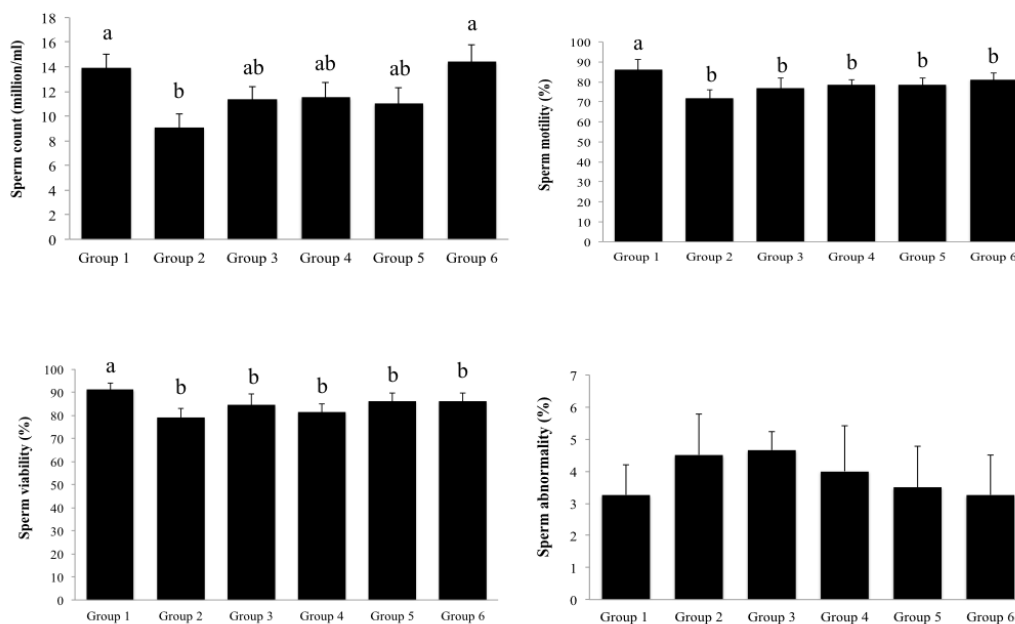 Sperm count (million/ml)
18
16
14
12
10
8
6
4
2
0
a
b
ab
ab
ab
a
Group 1 Group 2 Group 3 Group 4 Group 5 Group 6
Sperm motility (%)
100
90
80
70
60
50
40
30
20
10
0
a
b
b
b
b
b
Group 1 Group 2 Group 3 Group 4 Group 5 Group 6
Sperm viability (%)
100
90
80
70
60
50
40
30
20
10
0
a
b
b
b
b
b
Group 1 Group 2 Group 3 Group 4 Group 5 Group 6
Sperm abnormality (%)
7
6
5
4
3
2
1
0
Group 1 Group 2 Group 3 Group 4 Group 5 Group 6